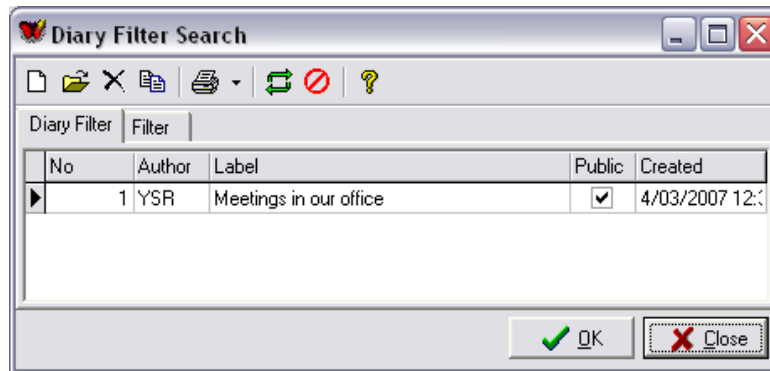 Diary Filter Search
Diary Filter Filter
No Author Label Public Created
1 YSR Meetings in our office 4/03/2007
OK Close